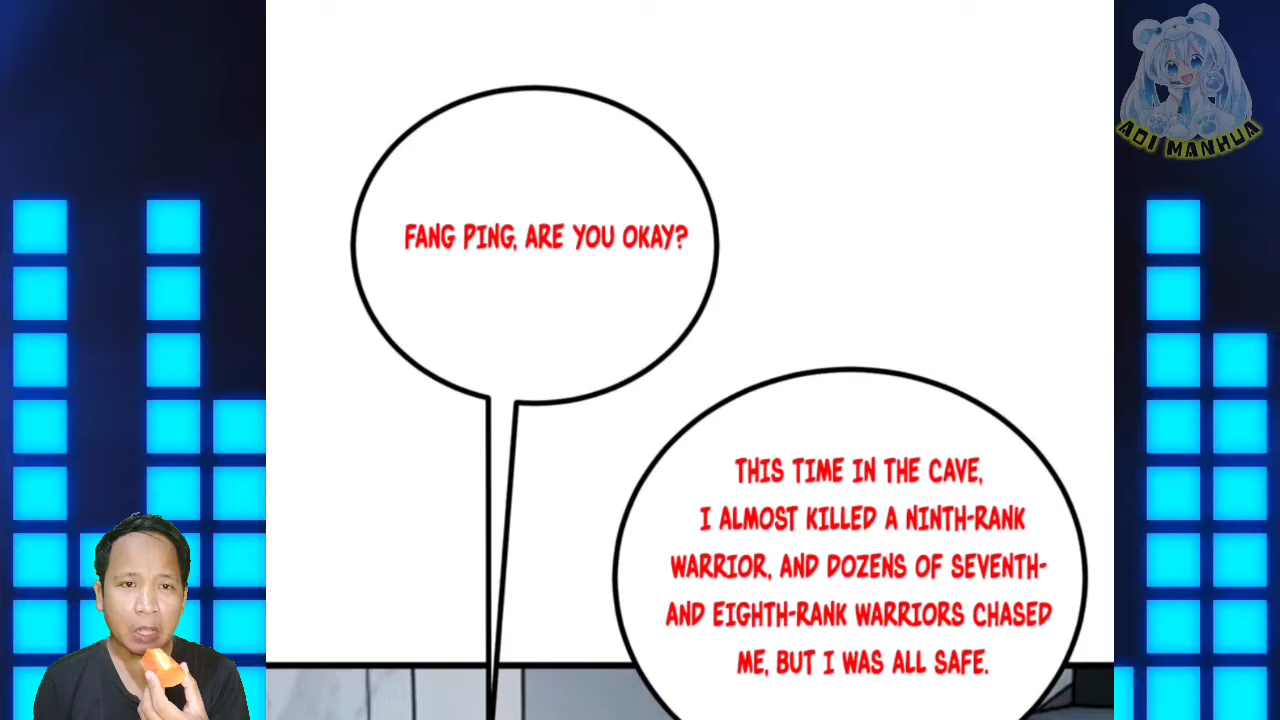 AOI MANHUA
FANG PING, ARE YOU OKAY?
THIS TIME IN THE CAVE,
I ALMOST KILLED A NINTH-RANK
WARRIOR, AND DOZENS OF SEVENTH-
AND EIGHTH-RANK WARRIORS CHASED
ME, BUT I WAS ALL SAFE.